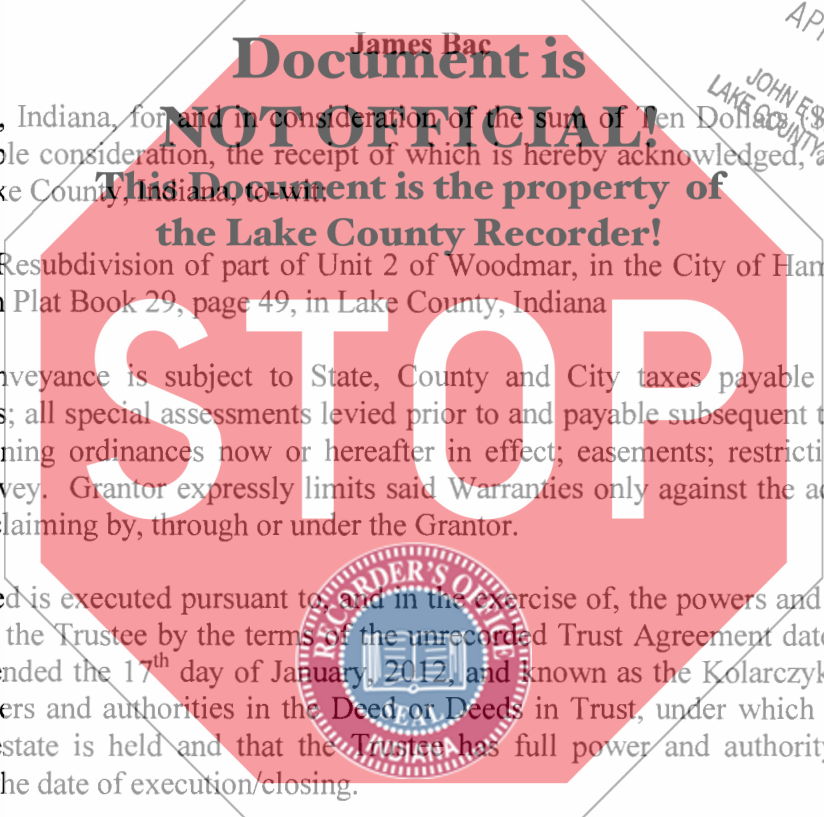 James Bac
Document is
, Indiana, for and in consideration of the sum of Ten Dollars ($
NOT OFFICIAL!
ble consideration, the receipt of which is hereby acknowledged,
ke County, Indiana, to-wit:
This Document is the property of
the Lake County Recorder!
Resubdivision of part of Unit 2 of Woodmar, in the City of Ham
Plat Book 29, page 49, in Lake County, Indiana
STOP
nveyance is subject to State, County and City taxes payable
s; all special assessments levied prior to and payable subsequent t
ning ordinances now or hereafter in effect; easements; restricti
vey. Grantor expressly limits said Warranties only against the ac
claiming by, through or under the Grantor.
ed is executed pursuant to, and in the exercise of, the powers and
the Trustee by the terms of the unrecorded Trust Agreement date
ended the 17th day of January, 2012, and known as the Kolarczyk
ers and authorities in the Deed or Deeds in Trust, under which
estate is held and that the Trustee has full power and authority
he date of execution/closing.
RECORDER'S OFFICE
SEAL
INDIANA
JOHN
LAKE COUNTY